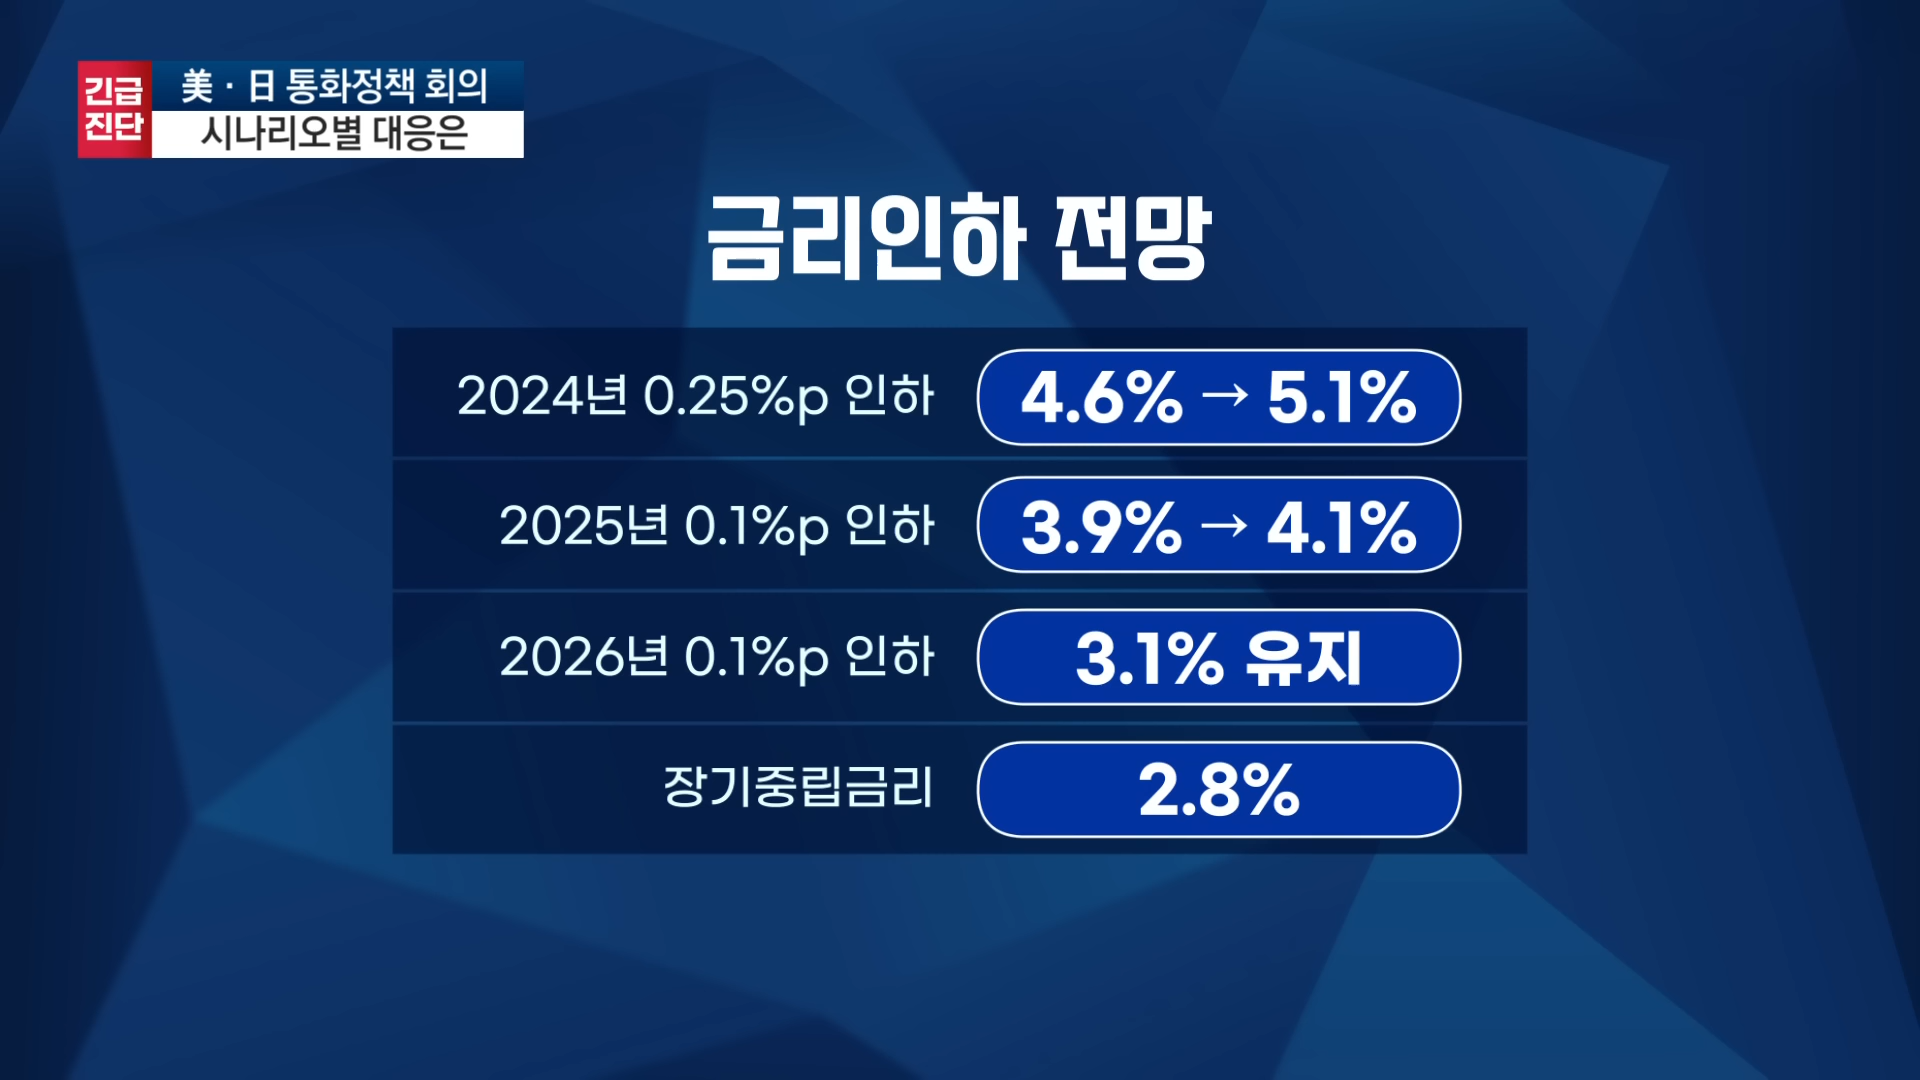 긴급
진단
美·日 통화정책 회의
시나리오별 대응은
금리인하 전망
2024년 0.25%p 인하 4.6% → 5.1%
2025년 0.1%p 인하 3.9% → 4.1%
2026년 0.1%p 인하 3.1% 유지
장기중립금리 2.8%